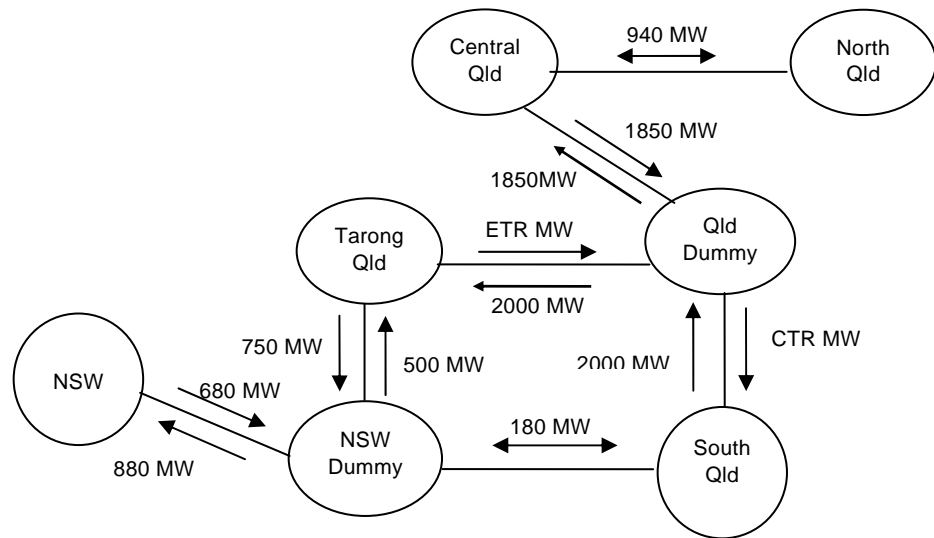 940 MW
Central
Qld
North
Qld
1850 MW
1850MW
Qld
Dummy
Tarong
Qld
ETR MW
2000 MW
CTR MW
750 MW
500 MW
2000 MW
NSW
680 MW
880 MW
NSW
Dummy
180 MW
South
Qld